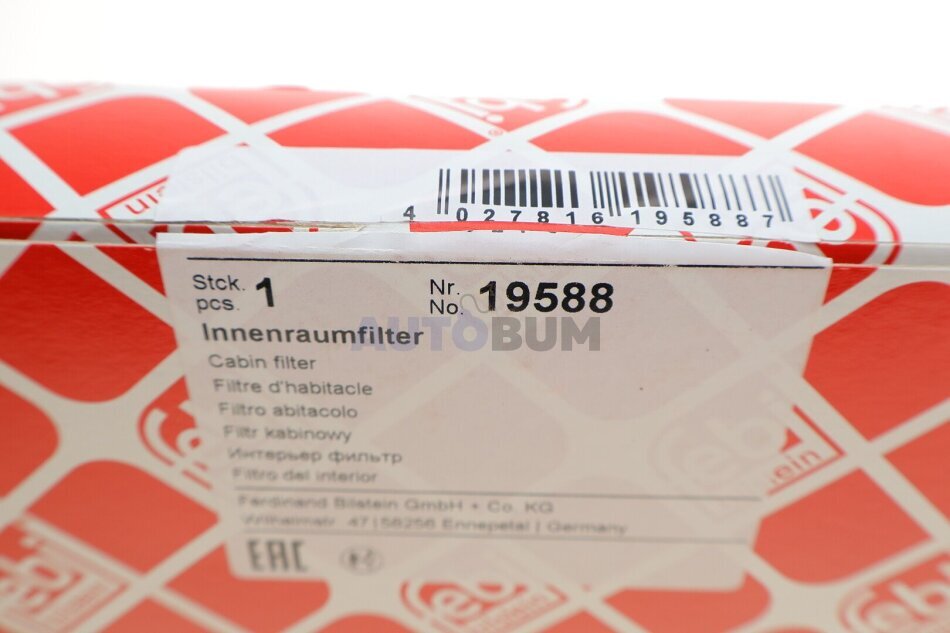 4 027816 195887
Stck. 1 Nr. 19588
pcs. No.
Innenraumfilter
AUTOBUM
Cabin filter
Filtre d'habitacle
Filtro abitacolo
Filtr kabinowy
Интерьер фильтр
Filtro del interior
Ferdinand Bilstein GmbH + Co. KG
Wilhelmstr. 47 | 58256 Ennepetal | Germany
EAC